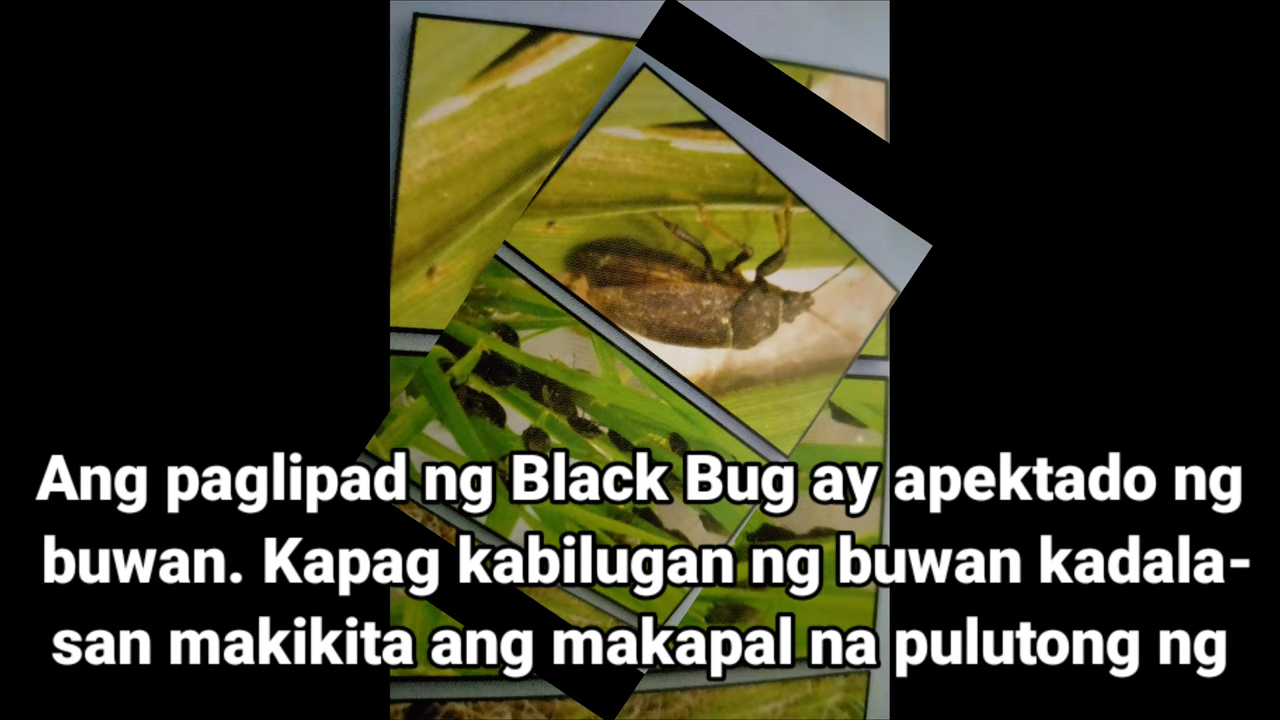 Ang paglipad ng Black Bug ay apektado ng
buwan. Kapag kabilugan ng buwan kadala-
san makikita ang makapal na pulutong ng